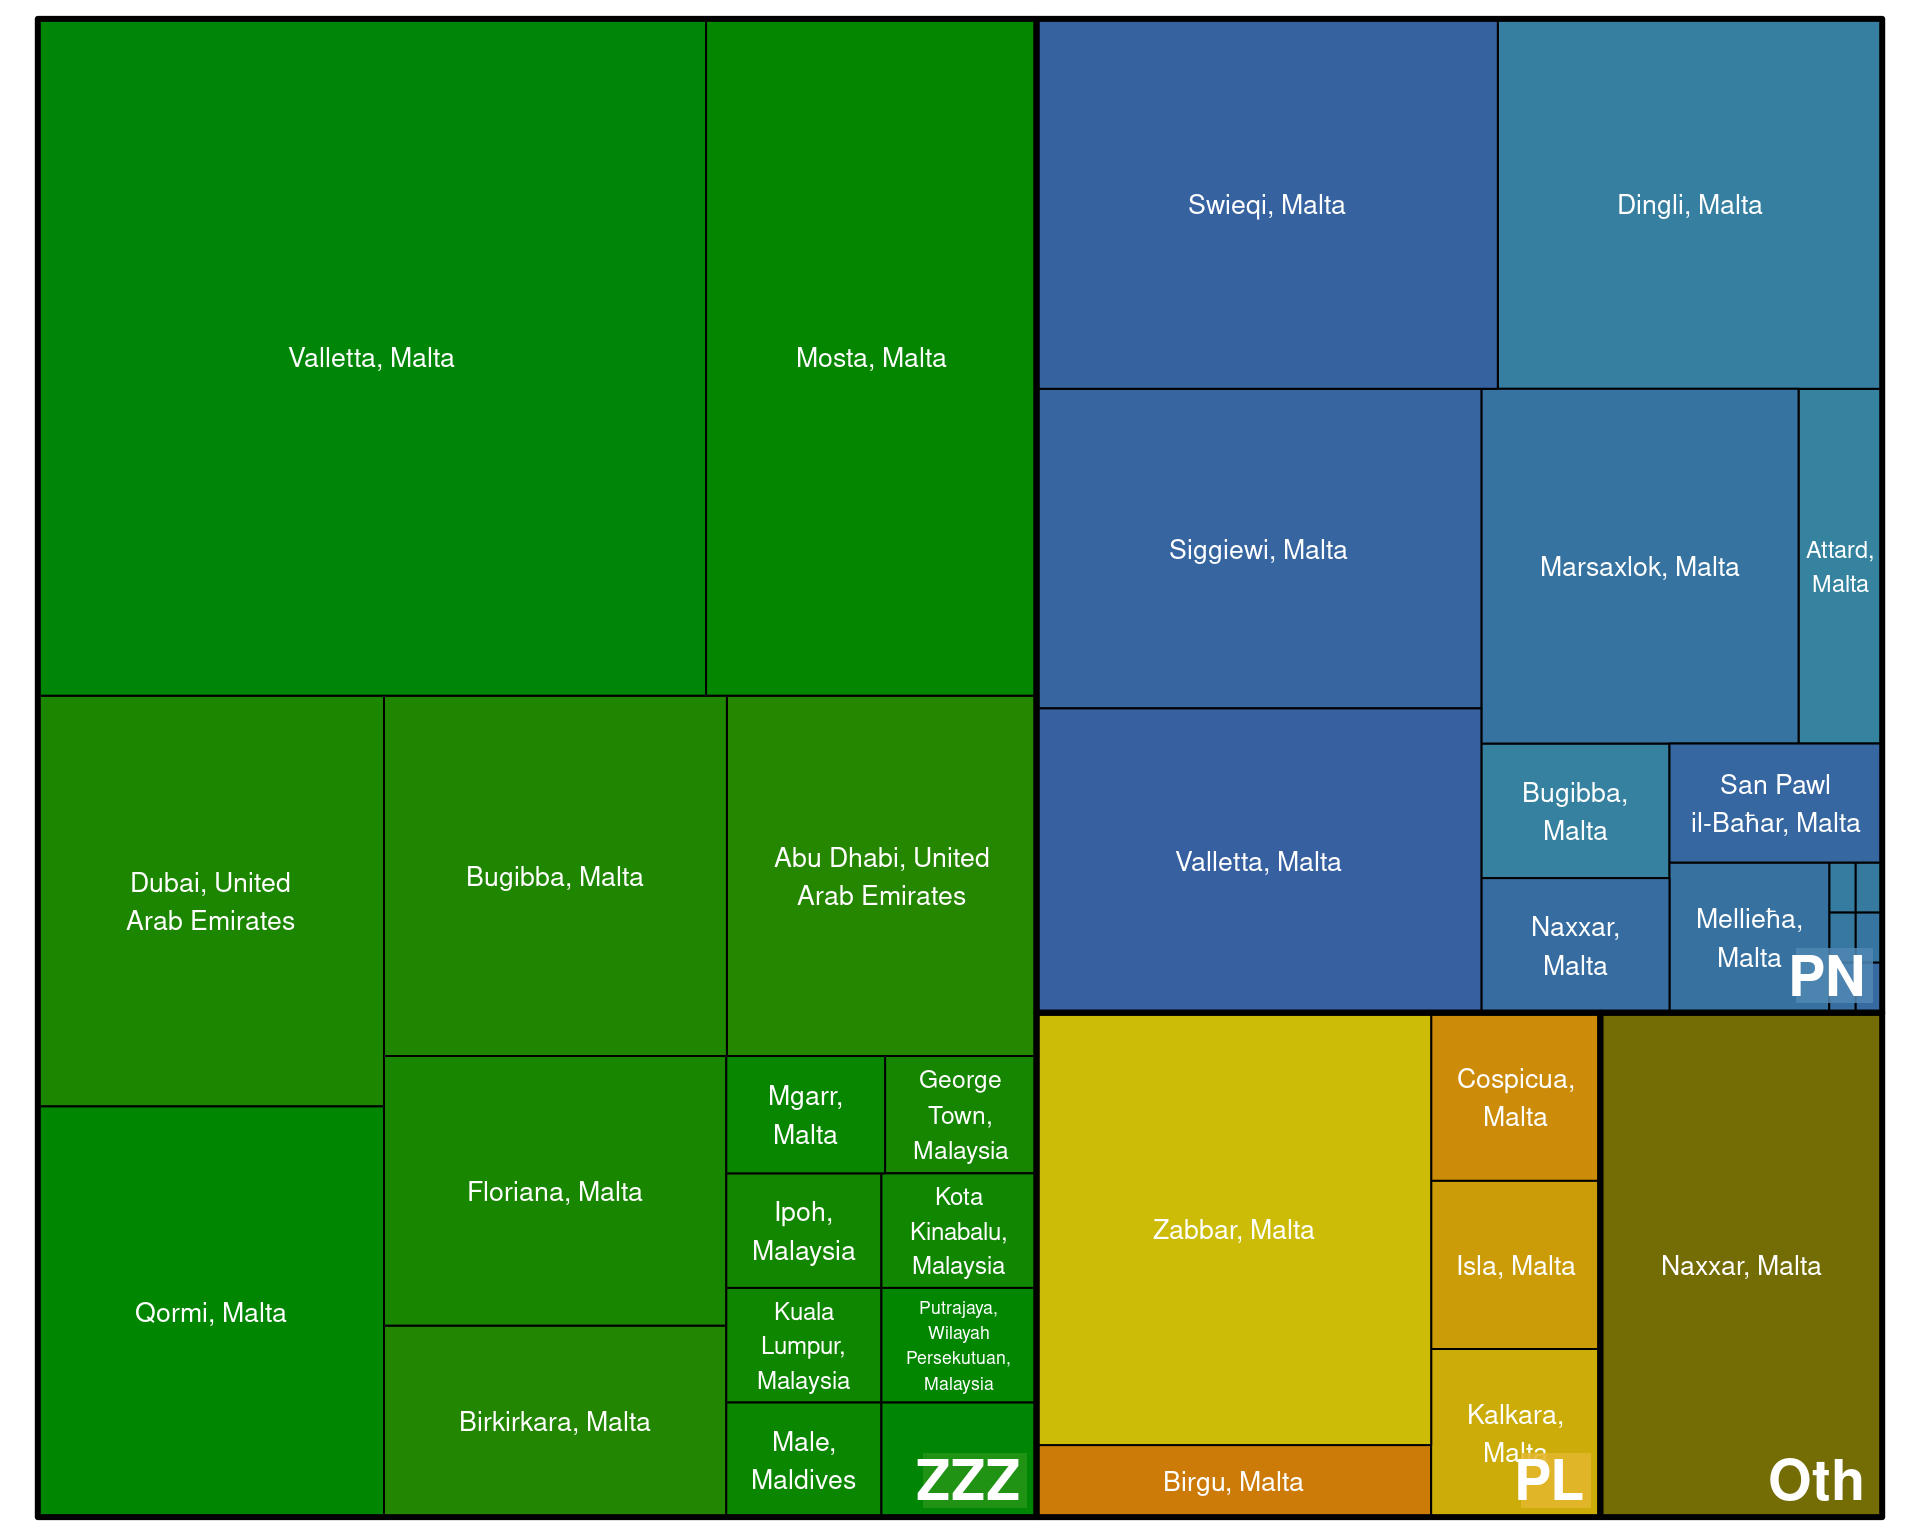 Valletta, Malta
Mosta, Malta
Dubai, United
Arab Emirates
Bugibba, Malta
Abu Dhabi, United
Arab Emirates
Qormi, Malta
Floriana, Malta
Birkirkara, Malta
Mgarr,
Malta
George
Town,
Malaysia
Ipoh,
Malaysia
Kota
Kinabalu,
Malaysia
Kuala
Lumpur,
Malaysia
Putrajaya,
Wilayah
Persekutuan,
Malaysia
Male,
Maldives
ZZZ
Swieqi, Malta
Dingli, Malta
Siggiewi, Malta
Marsaxlok, Malta
Attard,
Malta
Valletta, Malta
Bugibba,
Malta
San Pawl
il-Baħar, Malta
Naxxar,
Malta
Mellieħa,
Malta
PN
Zabbar, Malta
Cospicua,
Malta
Isla, Malta
Kalkara,
Malta
Birgu, Malta
PL
Naxxar, Malta
Oth